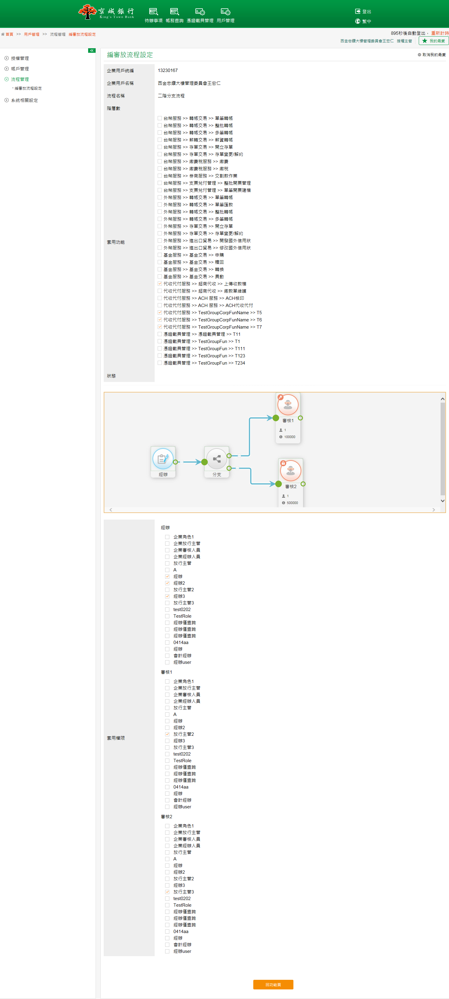 京城銀行
King's Town Bank
待辦事項 帳務查詢 憑證載具管理 用戶管理
登出
繁中
首頁 >> 用戶管理 >> 流程管理 編審放流程設定
895秒後自動登出， 重新計時
西金忠鑽大樓管理委員會王宏仁 授權主管 我的最愛
授權管理
帳戶管理
流程管理
・編審放流程設定
系統相關設定
編審放流程設定
取消我的最愛
企業用戶統編 13230167
企業用戶名稱 西金忠鑽大樓管理委員會王宏仁
流程名稱 二階分支流程
階層數
套用功能
台幣服務 >> 轉帳交易 >> 單筆轉帳
台幣服務 >> 轉帳交易 >> 整批轉帳
台幣服務 >> 轉帳交易 >> 多筆轉帳
台幣服務 >> 薪轉交易 >> 薪資轉帳
台幣服務 >> 存單交易 >> 開立存單
台幣服務 >> 存單交易 >> 存單變更/解約
台幣服務 >> 繳費稅服務 >> 繳費
台幣服務 >> 繳費稅服務 >> 繳稅
台幣服務 >> 券商服務 >> 交割款作業
台幣服務 >> 支票兌付管理 >> 整批開票管理
台幣服務 >> 支票兌付管理 >> 單筆開票建檔
外幣服務 >> 轉帳交易 >> 單筆轉帳
外幣服務 >> 轉帳交易 >> 單筆匯款
外幣服務 >> 轉帳交易 >> 整批轉帳
外幣服務 >> 轉帳交易 >> 多筆轉帳
外幣服務 >> 存單交易 >> 開立存單
外幣服務 >> 存單交易 >> 存單變更/解約
外幣服務 >> 進出口貿易 >> 開發國外信用狀
外幣服務 >> 進出口貿易 >> 修改國外信用狀
基金服務 >> 基金交易 >> 申購
基金服務 >> 基金交易 >> 贖回
基金服務 >> 基金交易 >> 轉換
基金服務 >> 基金交易 >> 異動
代收代付服務 >> 超商代收 >> 上傳收款檔
代收代付服務 >> 超商代收 >> 繳款單維護
代收代付服務 >> ACH 服務 >> ACH核印
代收代付服務 >> ACH 服務 >> ACH代收代付
代收代付服務 >> TestGroupCorpFunName >> T5
代收代付服務 >> TestGroupCorpFunName >> T6
代收代付服務 >> TestGroupCorpFunName >> T7
憑證載具管理 >> 憑證載具管理 >> T11
憑證載具管理 >> TestGroupFun >> T1
憑證載具管理 >> TestGroupFun >> T111
憑證載具管理 >> TestGroupFun >> T123
憑證載具管理 >> TestGroupFun >> T234
狀態
審核1
1
100000
經辦
分支
審核2
1
500000
套用權限
經辦
企業角色1
企業放行主管
企業審核人員
企業經辦人員
放行主管
A
經辦
經辦2
放行主管2
經辦3
放行主管3
test0202
TestRole
經辦僅查詢
經辦僅查詢
經辦僅查詢
0414aa
經辦
會計經辦
經辦user
審核1
企業角色1
企業放行主管
企業審核人員
企業經辦人員
放行主管
A
經辦
經辦2
放行主管2
經辦3
放行主管3
test0202
TestRole
經辦僅查詢
經辦僅查詢
經辦僅查詢
0414aa
經辦
會計經辦
經辦user
審核2
企業角色1
企業放行主管
企業審核人員
企業經辦人員
放行主管
A
經辦
經辦2
放行主管2
經辦3
放行主管3
test0202
TestRole
經辦僅查詢
經辦僅查詢
經辦僅查詢
0414aa
經辦
會計經辦
經辦user
回功能頁